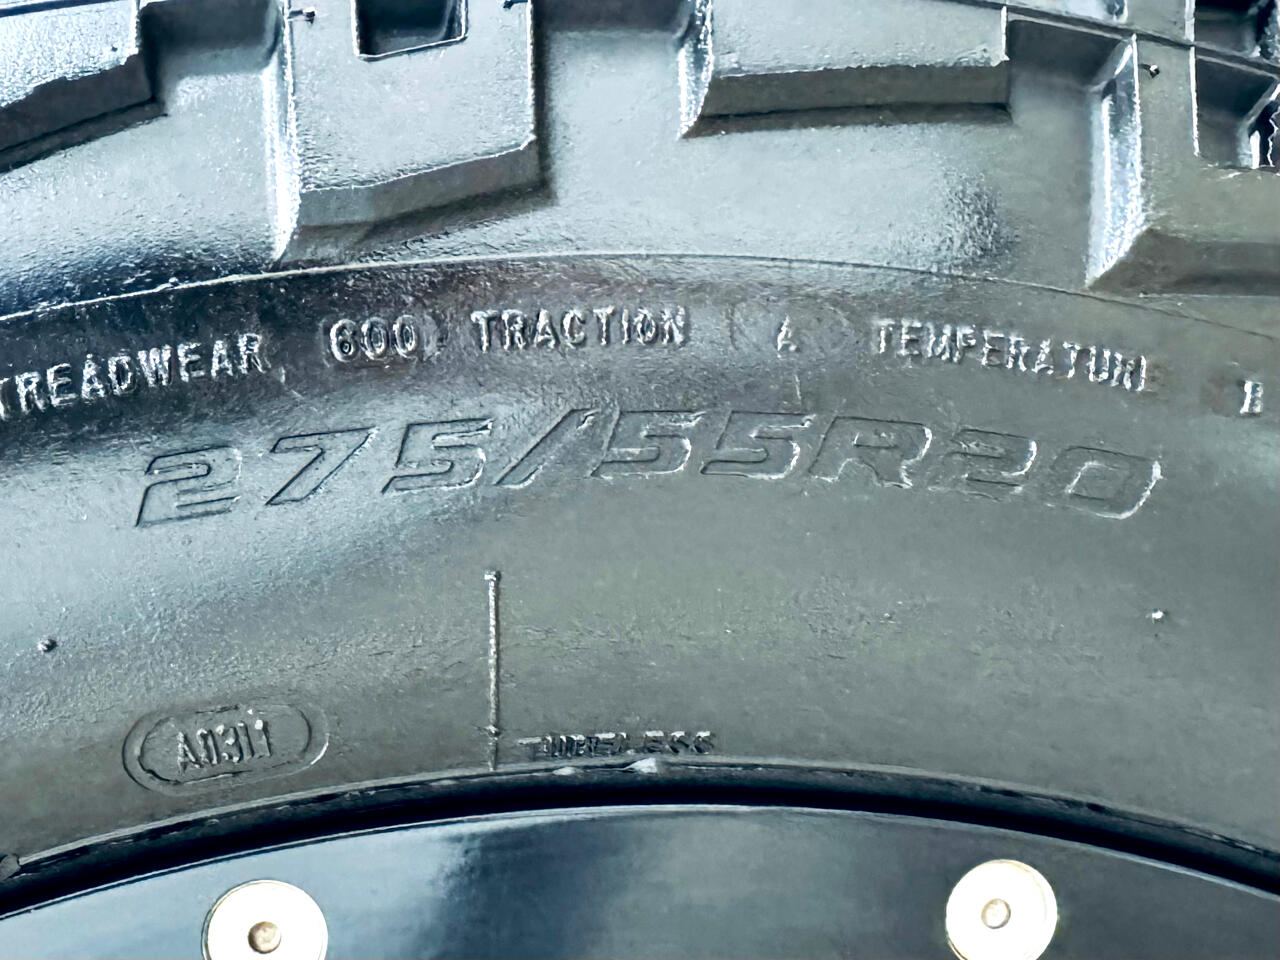 TREADWEAR 600 TRACTION A TEMPERATURE B
275/55R20
A0311
TUBELESS